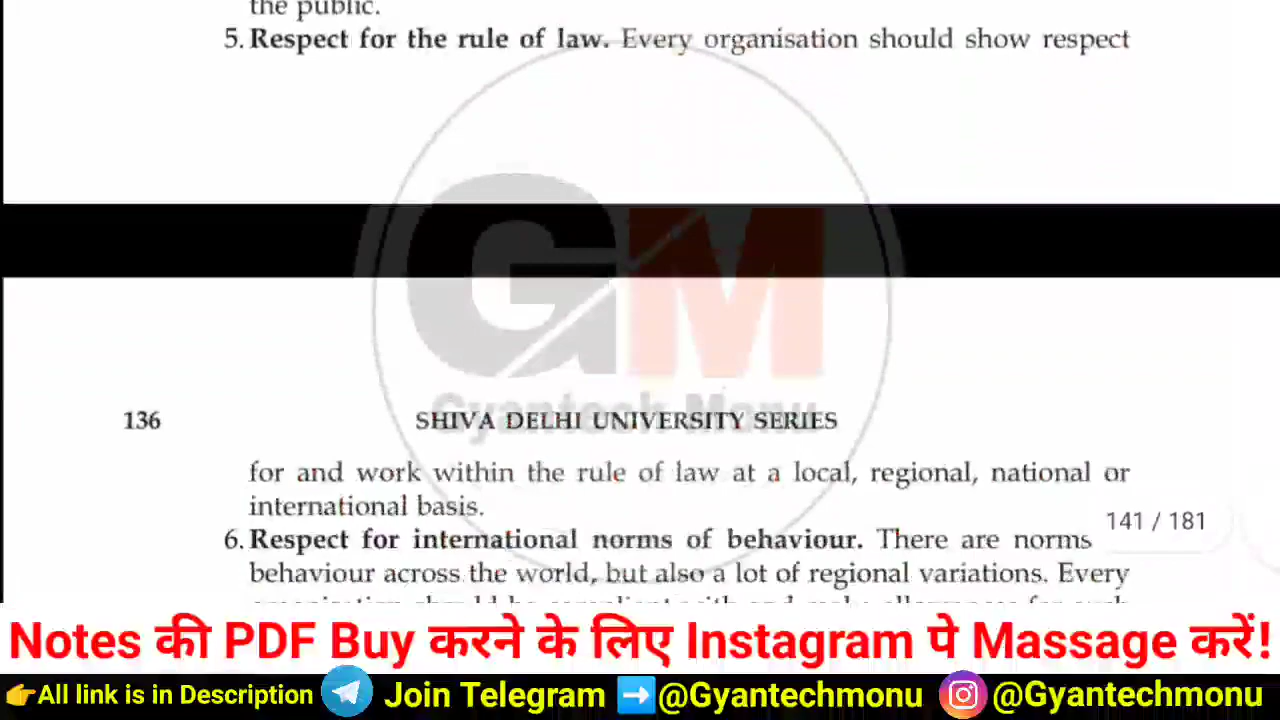 the public.
5. Respect for the rule of law. Every organisation should show respect
GM
Gyantech Monu
136
SHIVA DELHI UNIVERSITY SERIES
for and work within the rule of law at a local, regional, national or
international basis.
141 / 181
6. Respect for international norms of behaviour. There are norms
behaviour across the world, but also a lot of regional variations. Every
Notes की PDF Buy करने के लिए Instagram पे Massage करें!
👉All link is in Description Join Telegram ➡️@Gyantechmonu @Gyantechmonu